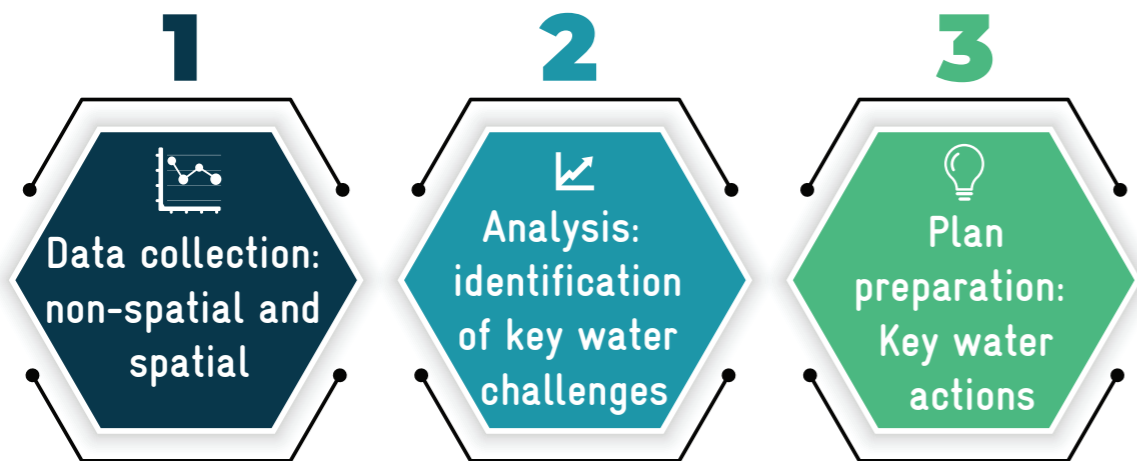 1
Data collection:
non-spatial and
spatial
2
Analysis:
identification
of key water
challenges
3
Plan
preparation:
Key water
actions